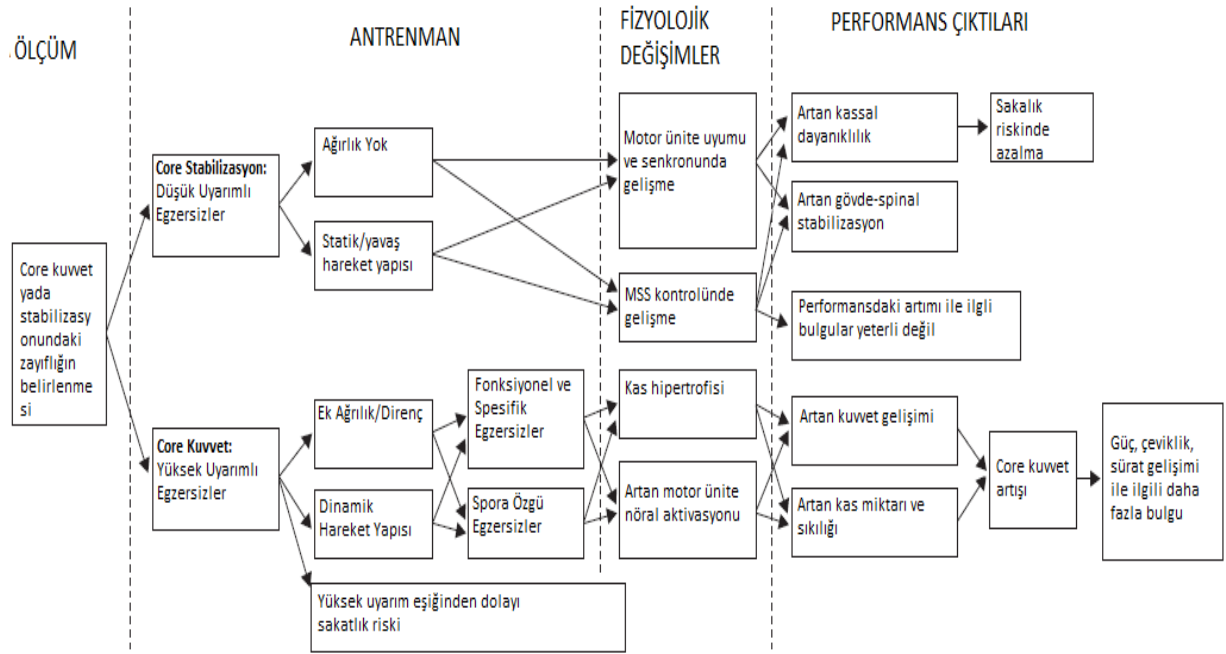 ÖLÇÜM
ANTRENMAN
FİZYOLOJİK
DEĞİŞİMLER
PERFORMANS ÇIKTILARI
Core kuvvet
yada
stabilizasy
onundaki
zayıflığın
belirlenme
si
Core Stabilizasyon:
Düşük Uyarımlı
Egzersizler
Ağırlık Yok
Statik/yavaş
hareket yapısı
Motor ünite uyumu
ve senkronunda
gelişme
MSS kontrolünde
gelişme
Artan kassal
dayanıklılık
Sakalık
riskinde
azalma
Artan gövde-spinal
stabilizasyon
Performansdaki artımı ile ilgli
bulgular yeterli değil
Core Kuvvet:
Yüksek Uyarımlı
Egzersizler
Ek Ağrılık/Direnç
Dinamik
Hareket Yapısı
Yüksek uyarım eşiğinden dolayı
sakatlık riski
Fonksiyonel ve
Spesifik
Egzersizler
Spora Özgü
Egzersizler
Kas hipertrofisi
Artan motor ünite
nöral aktivasyonu
Artan kuvvet gelişimi
Artan kas miktarı ve
sıkılığı
Core kuvvet
artışı
Güç, çeviklik,
sürat gelişimi
ile ilgili daha
fazla bulgu